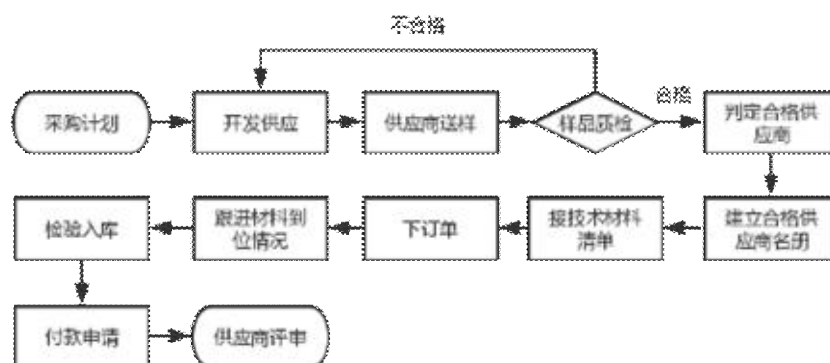 不合格
采购计划
开发供应
供应商送样
样品质检
合格
判定合格供
应商
检验入库
跟进材料到
位情况
下订单
接技术材料
清单
建立合格供
应商名册
付款申请
供应商评审